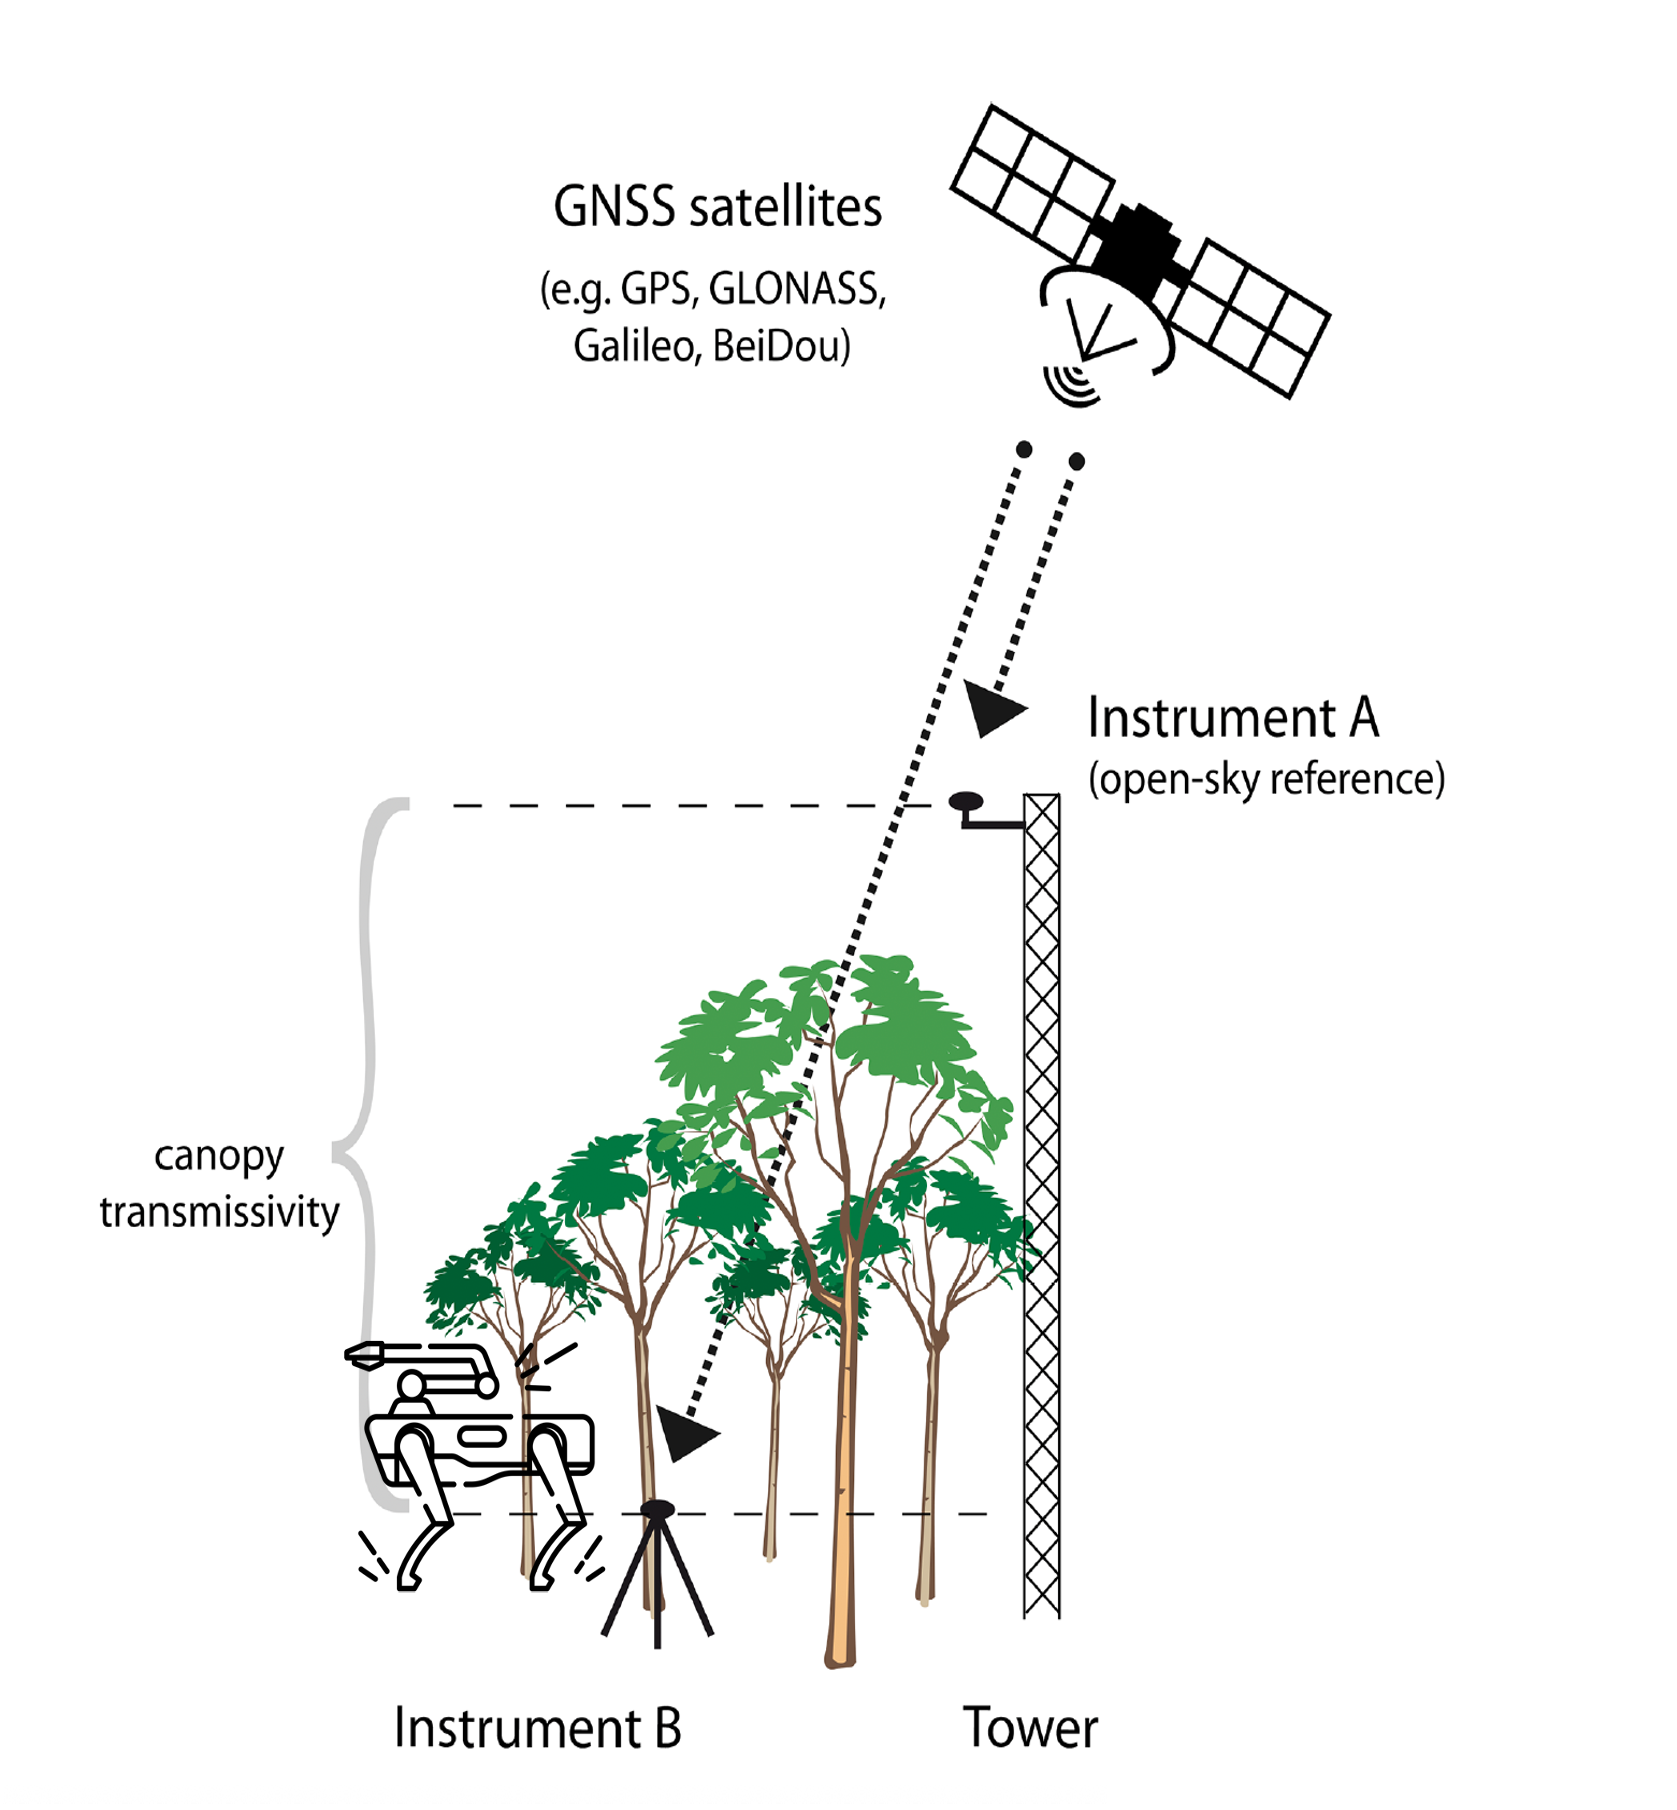 GNSS satellites
(e.g. GPS, GLONASS,
Galileo, BeiDou)
Instrument A
(open-sky reference)
canopy
transmissivity
Instrument B
Tower